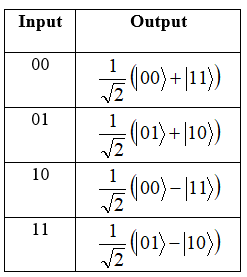 Input Output
00 1/√2 (|00⟩+|11⟩)
01 1/√2 (|01⟩+|10⟩)
10 1/√2 (|00⟩−|11⟩)
11 1/√2 (|01⟩−|10⟩)